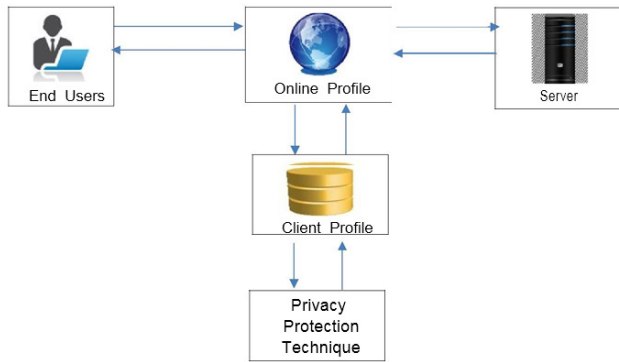 End Users
Online Profile
Server
Client Profile
Privacy
Protection
Technique